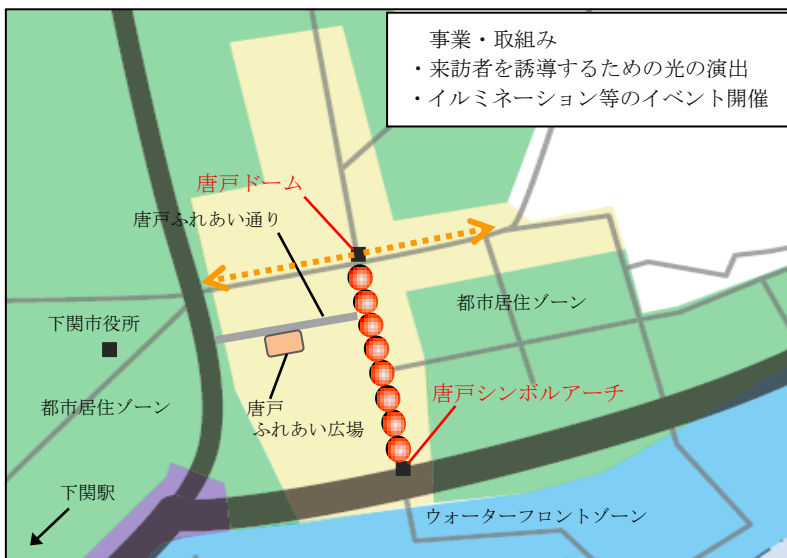 事業・取組み
・来訪者を誘導するための光の演出
・イルミネーション等のイベント開催
唐戸ドーム
唐戸ふれあい通り
都市居住ゾーン
下関市役所
唐戸シンボルアーチ
都市居住ゾーン
唐戸
ふれあい広場
下関駅
ウォーターフロントゾーン